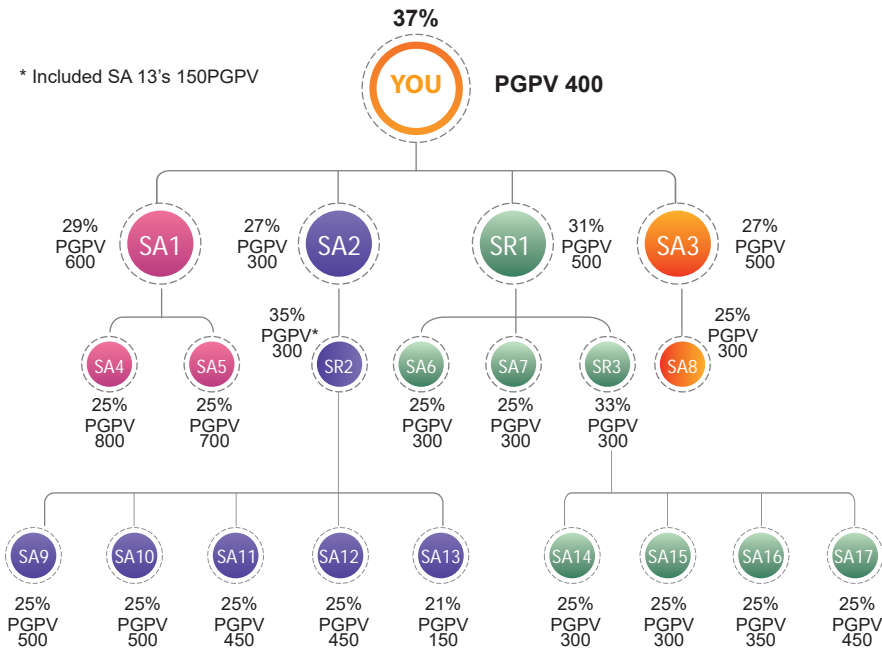 37%
* Included SA 13's 150PGPV
YOU
PGPV 400
29%
PGPV
600
SA1
27%
PGPV
300
SA2
SR1
31%
PGPV
500
SA3
27%
PGPV
500
SA4
25%
PGPV
800
SA5
25%
PGPV
700
35%
PGPV*
300
SR2
SA6
25%
PGPV
300
SA7
25%
PGPV
300
SR3
33%
PGPV
300
SA8
25%
PGPV
300
SA9
25%
PGPV
500
SA10
25%
PGPV
500
SA11
25%
PGPV
450
SA12
25%
PGPV
450
SA13
21%
PGPV
150
SA14
25%
PGPV
300
SA15
25%
PGPV
300
SA16
25%
PGPV
350
SA17
25%
PGPV
450